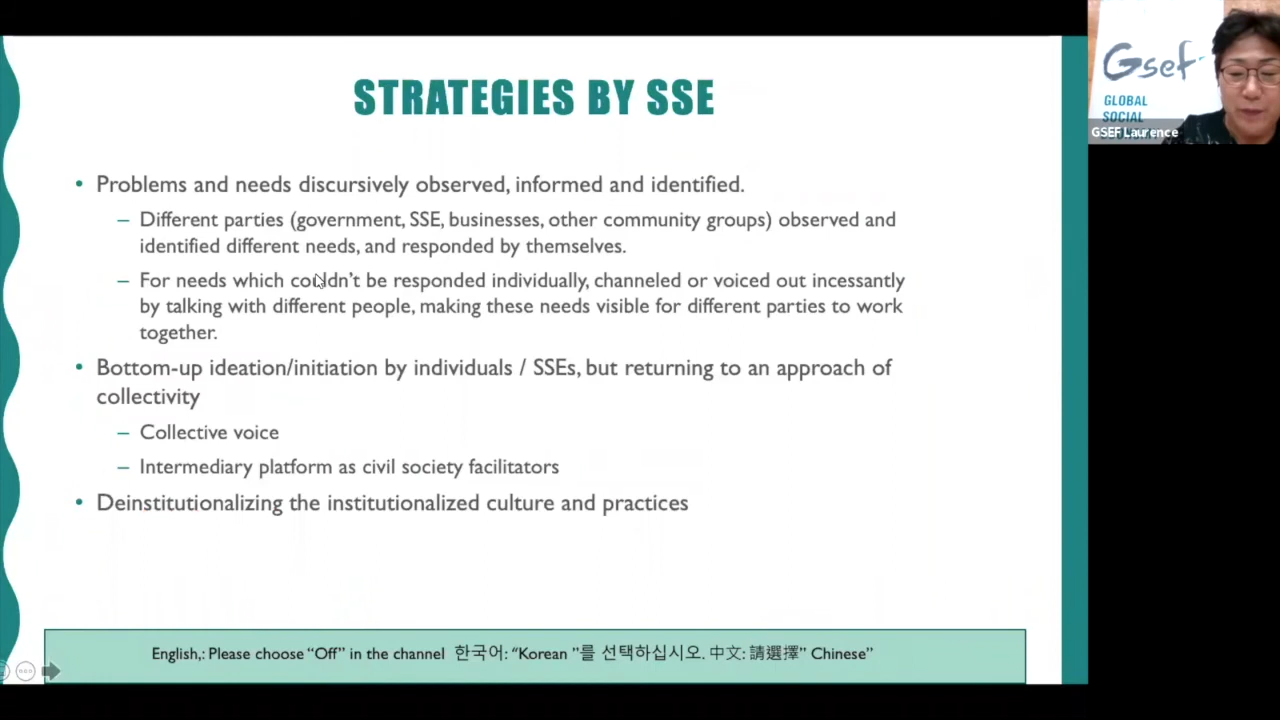 STRATEGIES BY SSE
• Problems and needs discursively observed, informed and identified.
– Different parties (government, SSE, businesses, other community groups) observed and
identified different needs, and responded by themselves.
– For needs which couldn't be responded individually, channeled or voiced out incessantly
by talking with different people, making these needs visible for different parties to work
together.
• Bottom-up ideation/initiation by individuals / SSEs, but returning to an approach of
collectivity
– Collective voice
– Intermediary platform as civil society facilitators
• Deinstitutionalizing the institutionalized culture and practices
English,: Please choose “Off” in the channel 한국어: “Korean ”를 선택하십시오. 中文: 請選擇” Chinese”
Gsef
GLOBAL
SOCIAL
GSEF Laurence